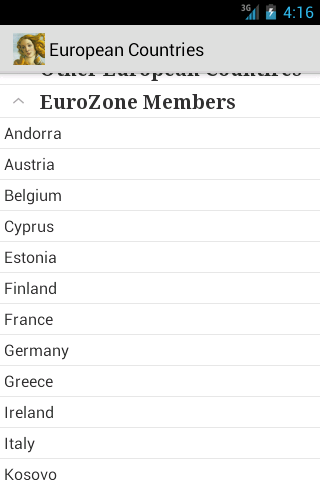 3G 4:16
European Countries
Other European Countires
EuroZone Members
Andorra
Austria
Belgium
Cyprus
Estonia
Finland
France
Germany
Greece
Ireland
Italy
Kosovo